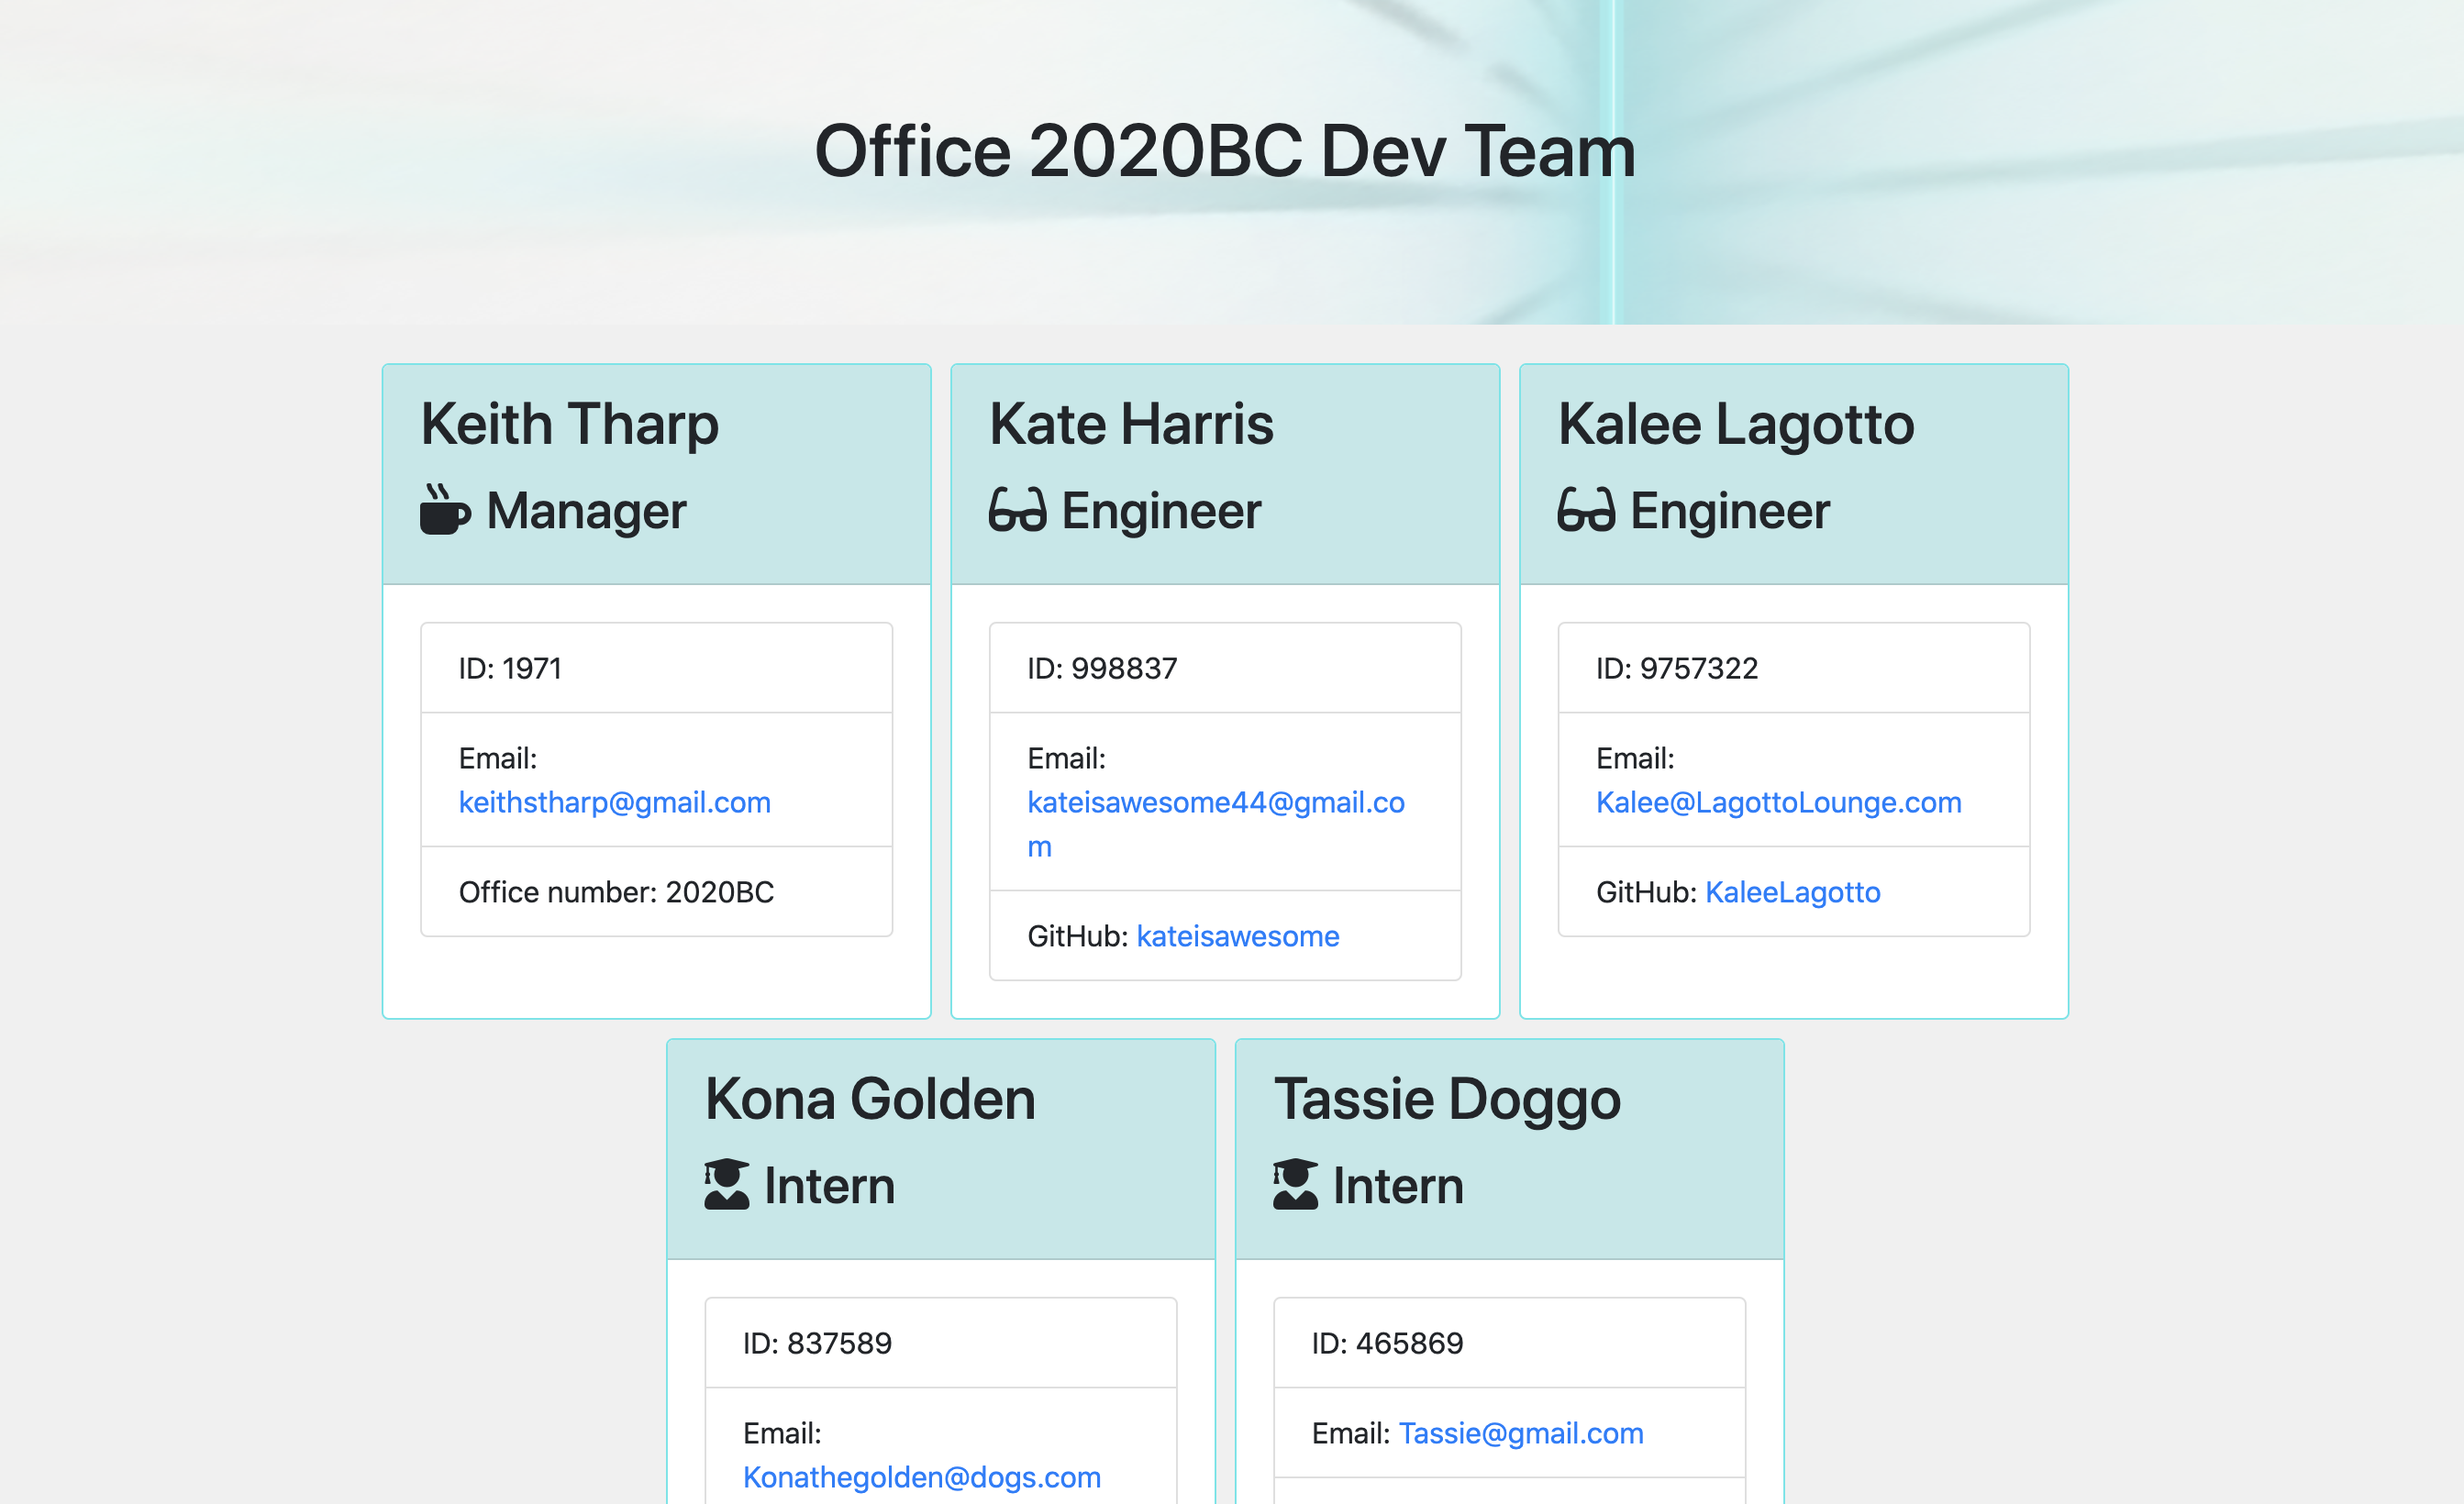 Office 2020BC Dev Team
Keith Tharp
Manager
ID: 1971
Email:
keithstharp@gmail.com
Office number: 2020BC
Kate Harris
Engineer
ID: 998837
Email:
kateisawesome44@gmail.co
m
GitHub: kateisawesome
Kalee Lagotto
Engineer
ID: 9757322
Email:
Kalee@LagottoLounge.com
GitHub: KaleeLagotto
Kona Golden
Intern
ID: 837589
Email:
Konathegolden@dogs.com
Tassie Doggo
Intern
ID: 465869
Email: Tassie@gmail.com